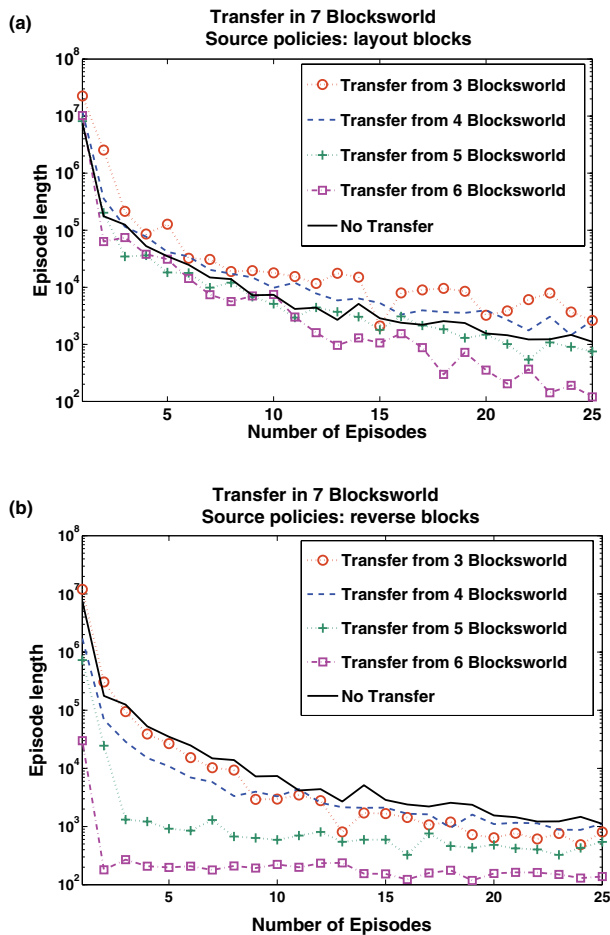 (a)
Transfer in 7 Blocksworld
Source policies: layout blocks
10^8
10^7
10^6
10^5
10^4
10^3
10^2
Episode length
Transfer from 3 Blocksworld
Transfer from 4 Blocksworld
Transfer from 5 Blocksworld
Transfer from 6 Blocksworld
No Transfer
5 10 15 20 25
Number of Episodes
(b)
Transfer in 7 Blocksworld
Source policies: reverse blocks
10^8
10^7
10^6
10^5
10^4
10^3
10^2
Episode length
Transfer from 3 Blocksworld
Transfer from 4 Blocksworld
Transfer from 5 Blocksworld
Transfer from 6 Blocksworld
No Transfer
5 10 15 20 25
Number of Episodes